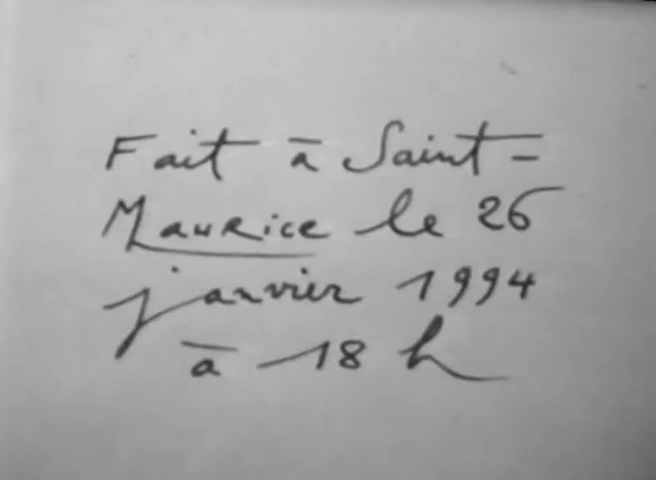 Fait à Saint-
Maurice le 26
janvier 1994
à 18 h